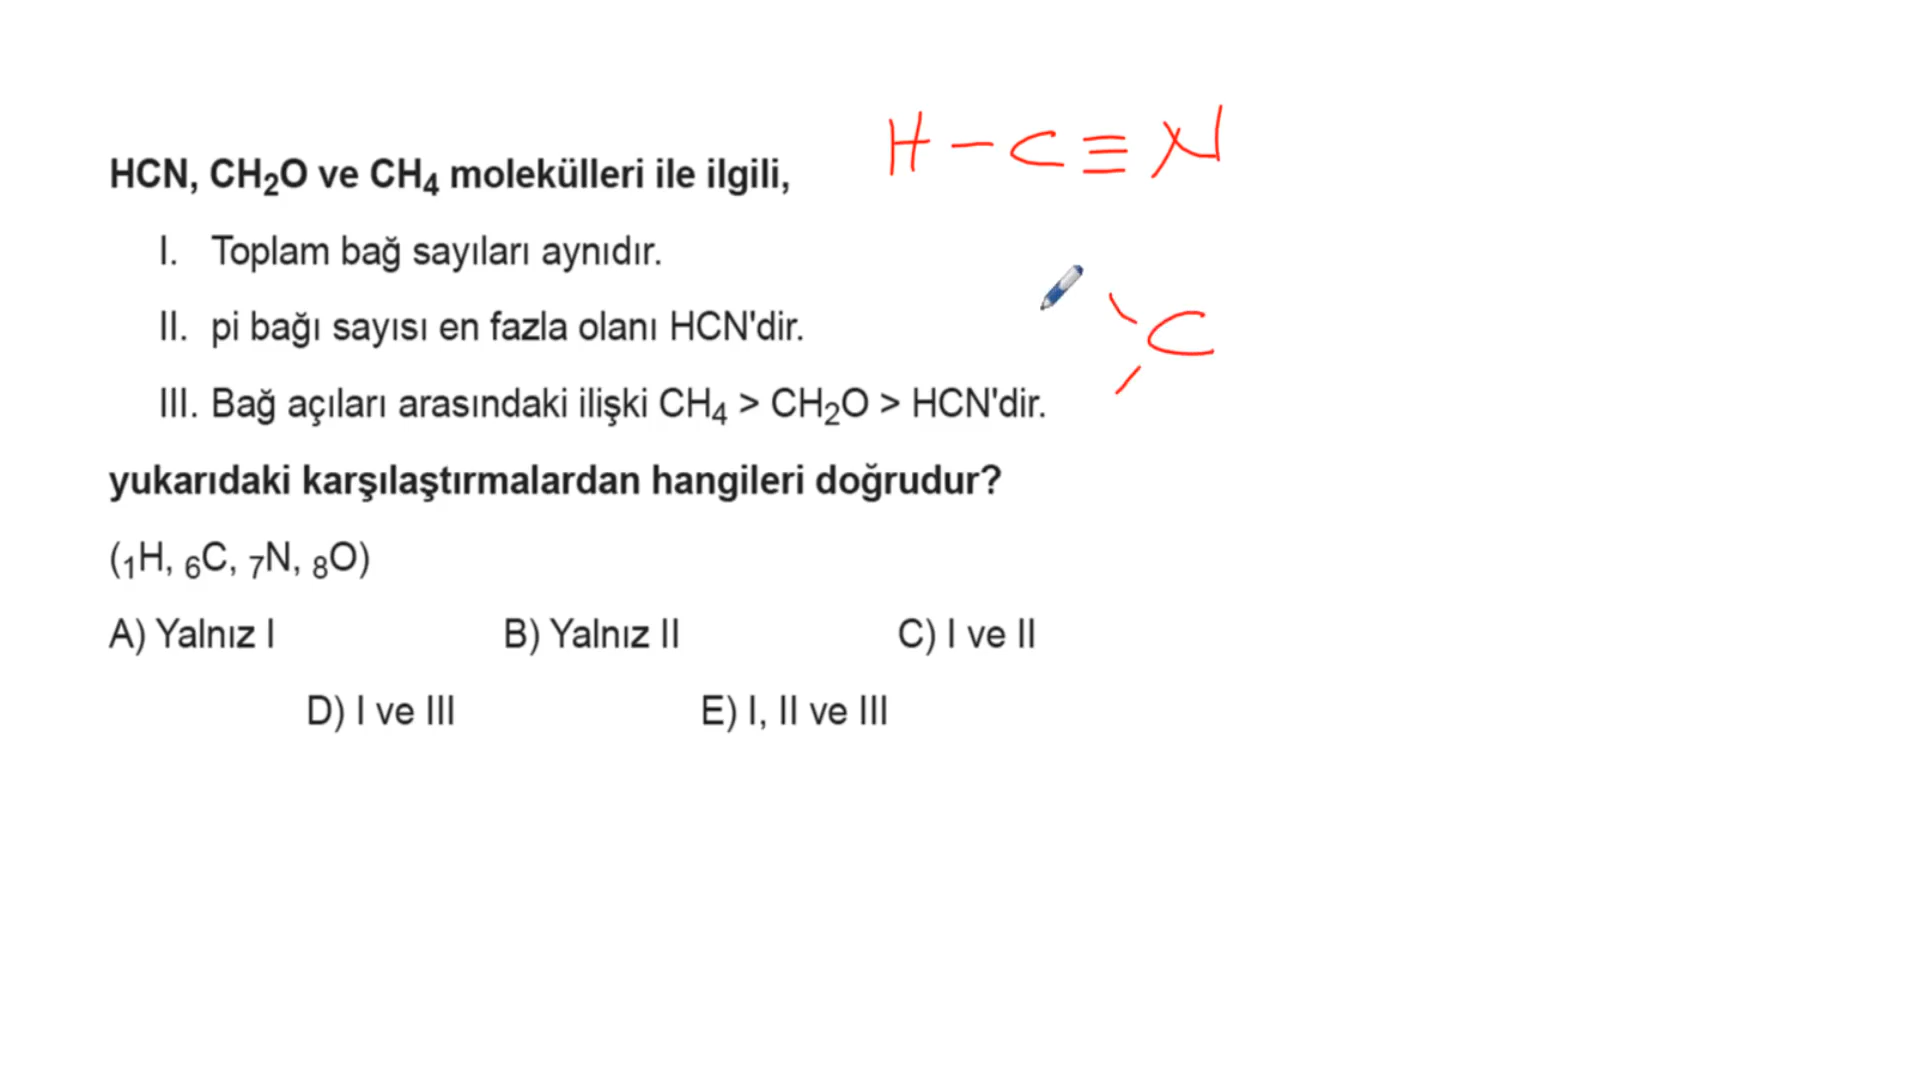 H - C ≡ N
HCN, CH₂O ve CH₄ molekülleri ile ilgili,
I. Toplam bağ sayıları aynıdır.
II. pi bağı sayısı en fazla olanı HCN'dir.
C
III. Bağ açıları arasındaki ilişki CH₄ > CH₂O > HCN'dir.
yukarıdaki karşılaştırmalardan hangileri doğrudur?
(₁H, ₆C, ₇N, ₈O)
A) Yalnız I B) Yalnız II C) I ve II
D) I ve III E) I, II ve III